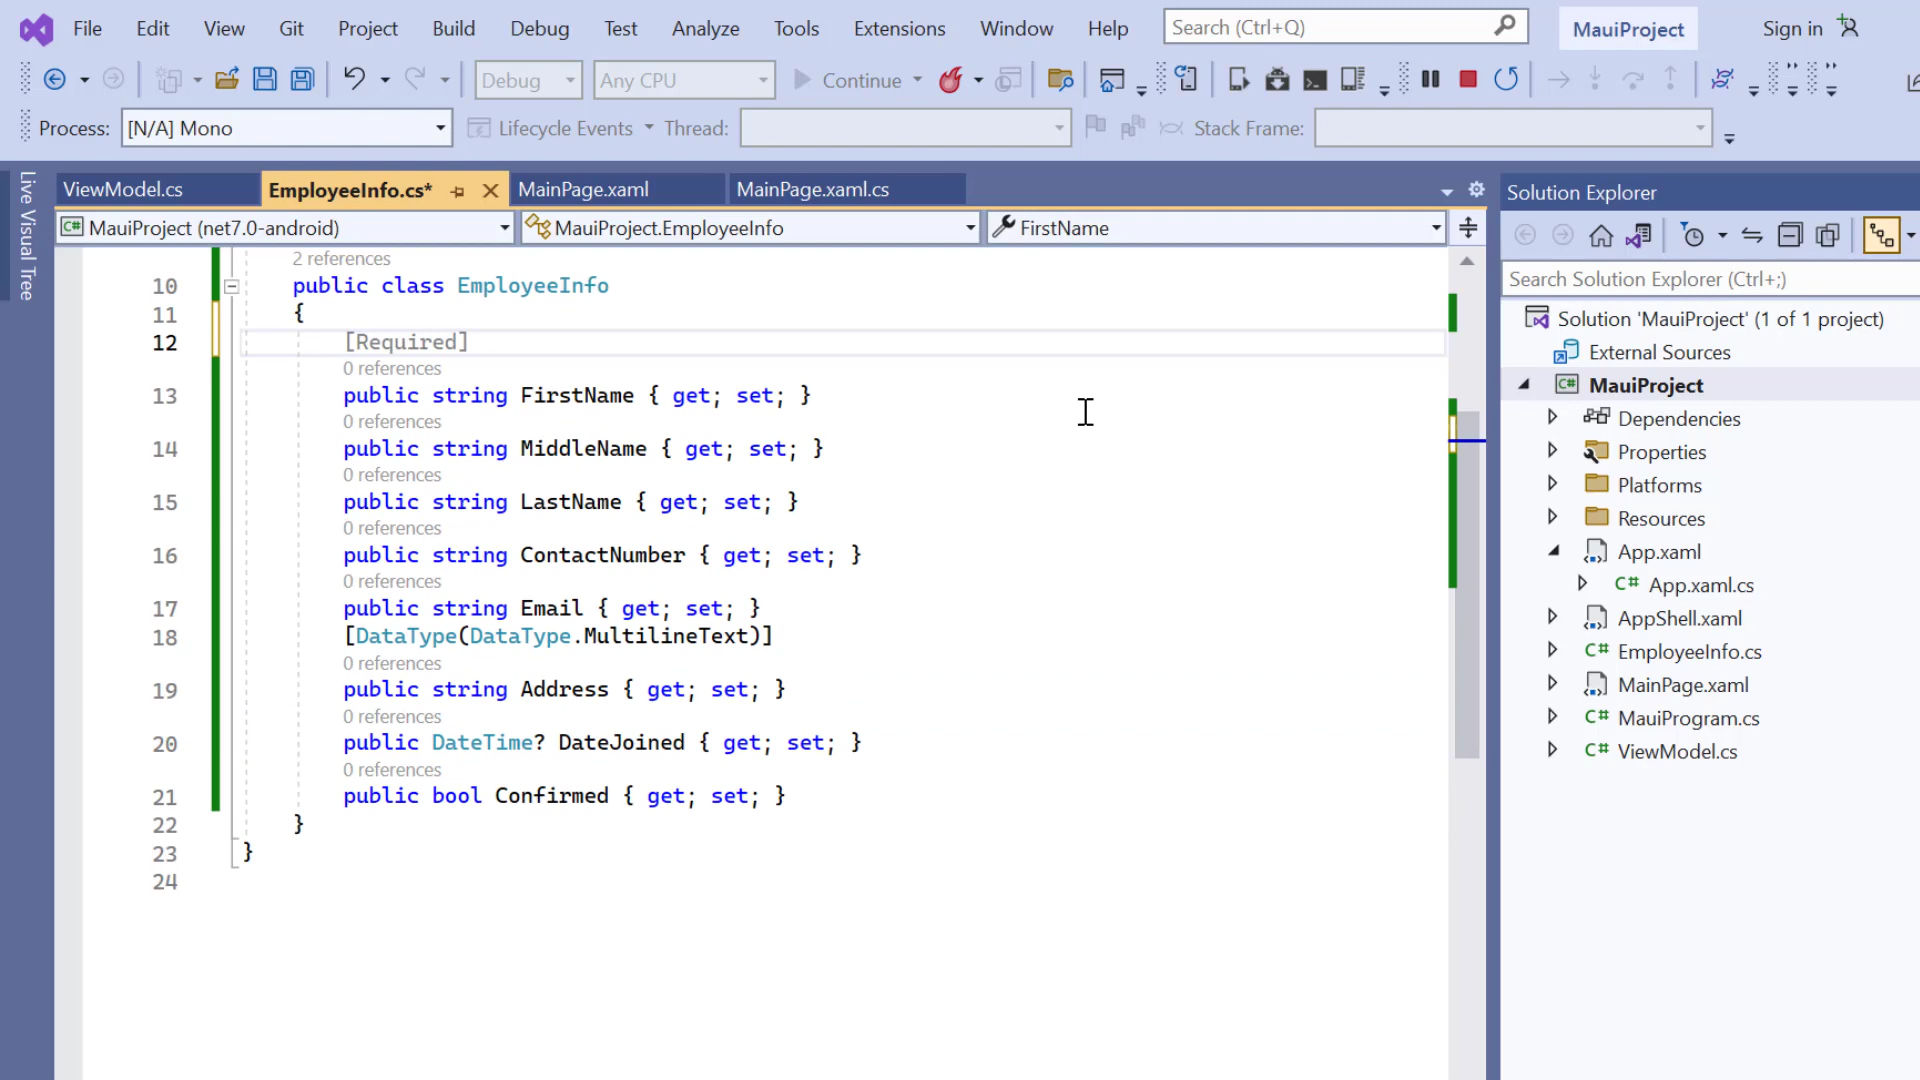 File Edit View Git Project Build Debug Test Analyze Tools Extensions Window Help Search (Ctrl+Q) MauiProject Sign in
Debug Any CPU Continue
Process: [N/A] Mono Lifecycle Events Thread: Stack Frame:
Live Visual Tree
ViewModel.cs EmployeeInfo.cs* MainPage.xaml MainPage.xaml.cs
C# MauiProject (net7.0-android) MauiProject.EmployeeInfo FirstName
2 references
10 public class EmployeeInfo
11 {
12 [Required]
0 references
13 public string FirstName { get; set; }
0 references
14 public string MiddleName { get; set; }
0 references
15 public string LastName { get; set; }
0 references
16 public string ContactNumber { get; set; }
0 references
17 public string Email { get; set; }
18 [DataType(DataType.MultilineText)]
0 references
19 public string Address { get; set; }
0 references
20 public DateTime? DateJoined { get; set; }
0 references
21 public bool Confirmed { get; set; }
22 }
23 }
24
Solution Explorer
Search Solution Explorer (Ctrl+;)
Solution 'MauiProject' (1 of 1 project)
External Sources
C# MauiProject
Dependencies
Properties
Platforms
Resources
App.xaml
C# App.xaml.cs
AppShell.xaml
C# EmployeeInfo.cs
MainPage.xaml
C# MauiProgram.cs
C# ViewModel.cs